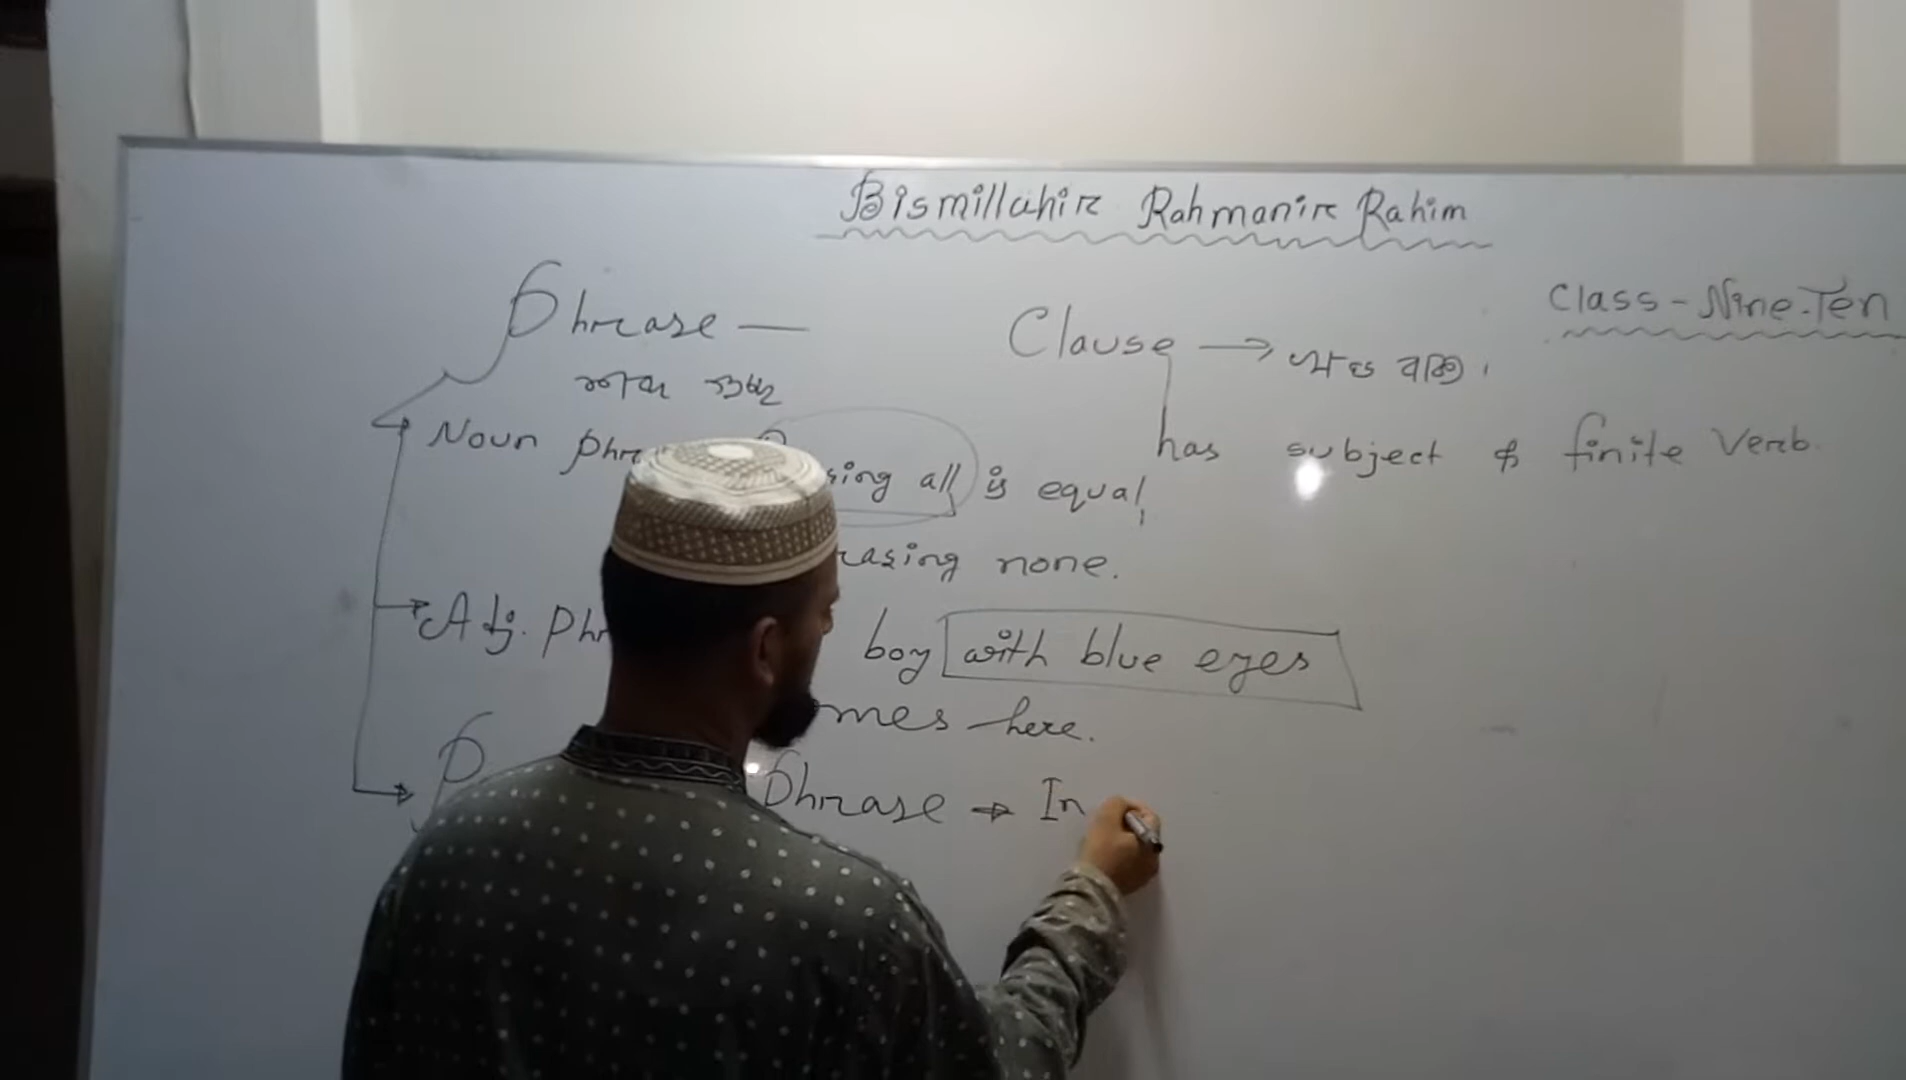 Bismillahir Rahmanir Rahim
Class-Nine-Ten
Phrase —
Clause → খণ্ড বাক্য।
has subject & finite Verb.
Noun phr
sing all is equal,
rasing none.
Adj. Phr boy with blue eyes
mes here.
P Phrase → In